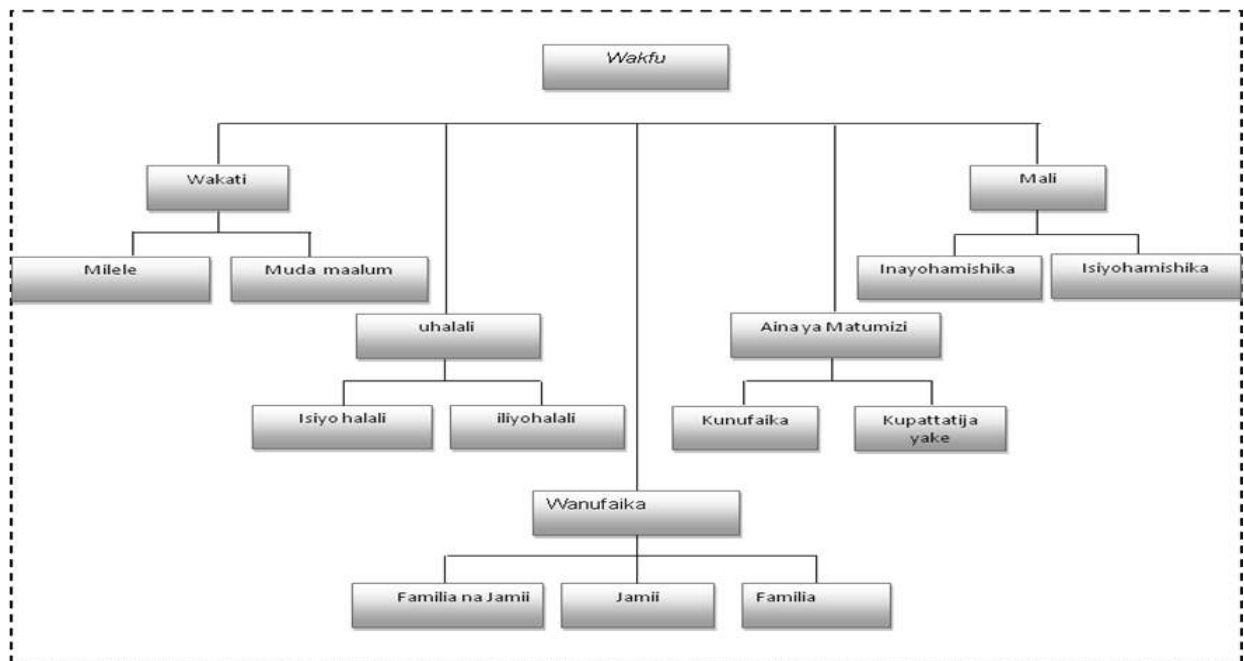 Wakfu
Wakati
Mali
Milele
Muda maalum
Inayohamishika
Isiyohamishika
uhalali
Aina ya Matumizi
Isiyo halali
iliyohalali
Kunufaika
Kupattatija
yake
Wanufaika
Familia na Jamii
Jamii
Familia